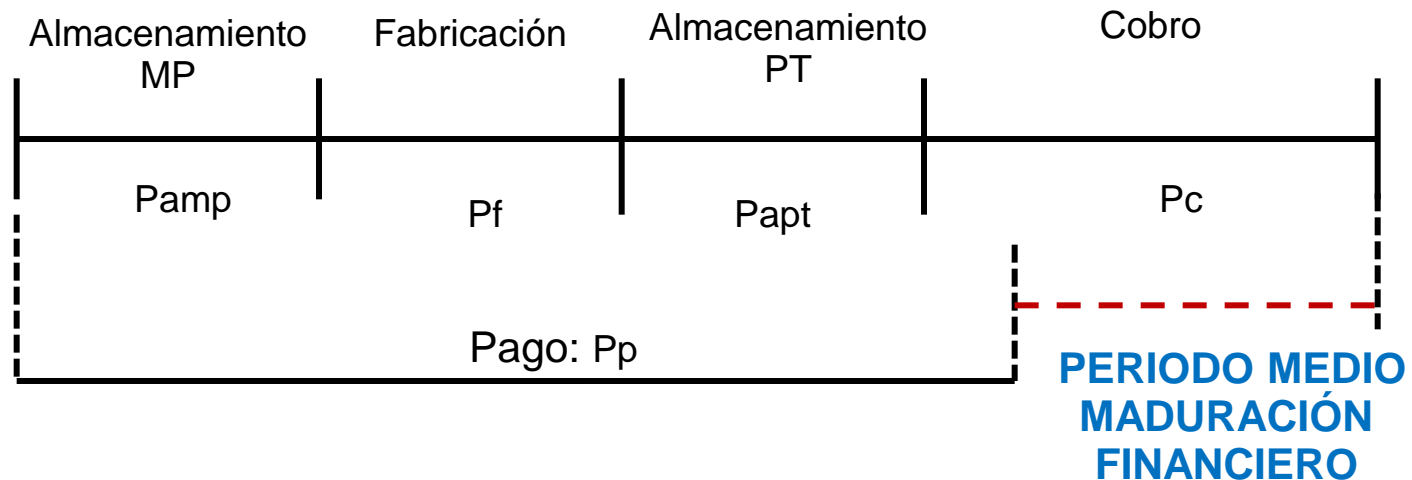 Almacenamiento
MP
Fabricación
Almacenamiento
PT
Cobro
Pamp
Pf
Papt
Pc
Pago: Pp
PERIODO MEDIO
MADURACIÓN
FINANCIERO